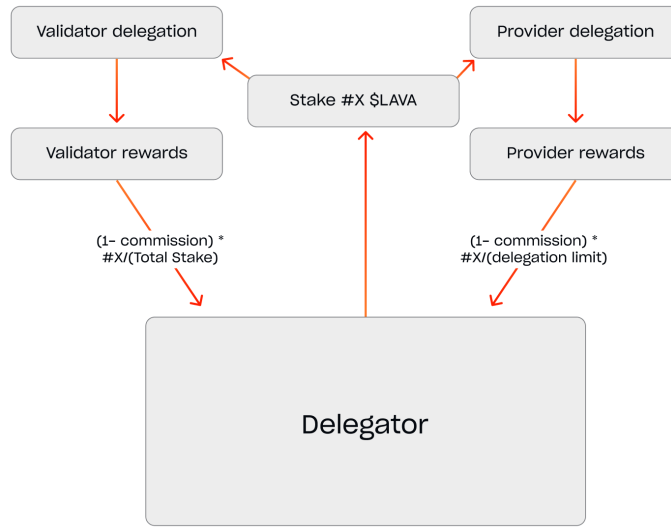 Validator delegation
Provider delegation
Stake #X $LAVA
Validator rewards
Provider rewards
(1- commission) *
#X/(Total Stake)
(1- commission) *
#X/(delegation limit)
Delegator